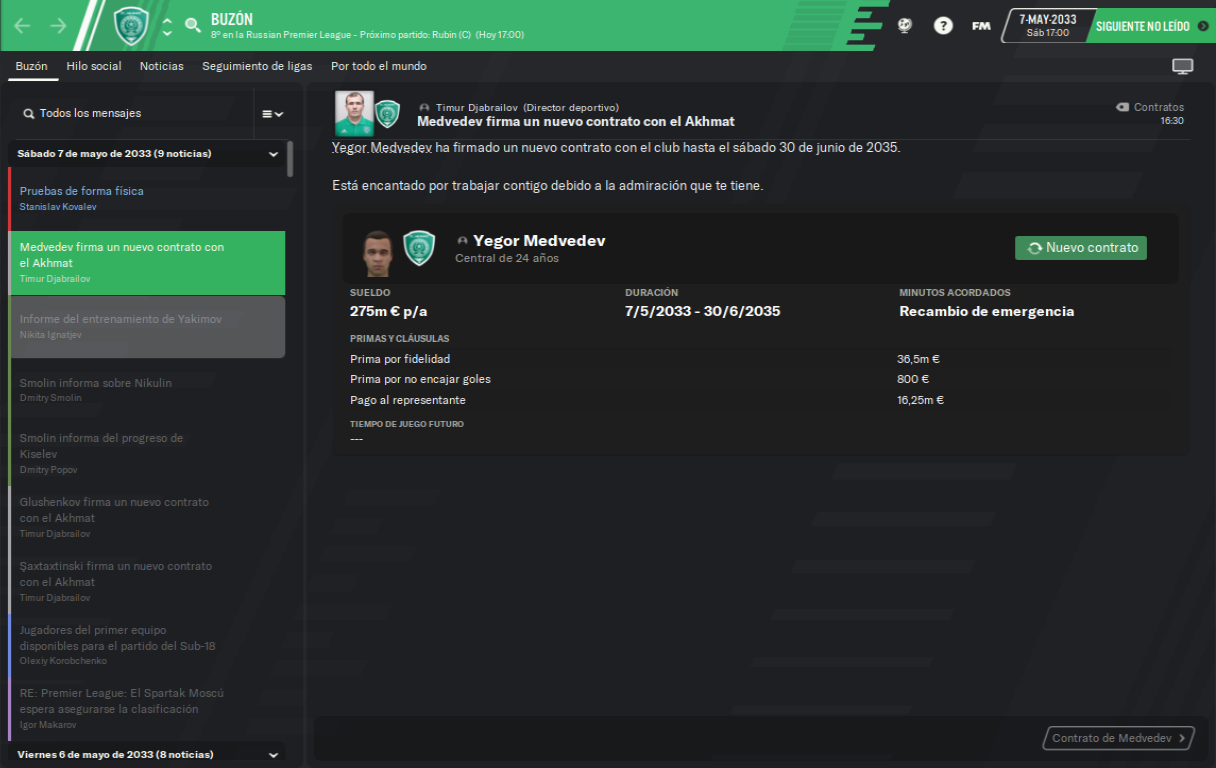 BUZÓN
8º en la Russian Premier League - Próximo partido: Rubin (C) (Hoy 17:00)
?
FM
7-MAY-2033
Sáb 17:00
SIGUIENTE NO LEÍDO
Buzón
Hilo social
Noticias
Seguimiento de ligas
Por todo el mundo
Todos los mensajes
Sábado 7 de mayo de 2033 (9 noticias)
Pruebas de forma física
Stanislav Kovalev
Medvedev firma un nuevo contrato con
el Akhmat
Timur Djabrailov
Informe del entrenamiento de Yakimov
Nikita Ignatjev
Smolin informa sobre Nikulin
Dmitry Smolin
Smolin informa del progreso de
Kiselev
Dmitry Popov
Glushenkov firma un nuevo contrato
con el Akhmat
Timur Djabrailov
Şaxtaxtinski firma un nuevo contrato
con el Akhmat
Timur Djabrailov
Jugadores del primer equipo
disponibles para el partido del Sub-18
Olexiy Korobchenko
RE: Premier League: El Spartak Moscú
espera asegurarse la clasificación
Igor Makarov
Viernes 6 de mayo de 2033 (8 noticias)
Timur Djabrailov (Director deportivo)
Medvedev firma un nuevo contrato con el Akhmat
Contratos
16:30
Yegor Medvedev ha firmado un nuevo contrato con el club hasta el sábado 30 de junio de 2035.
Está encantado por trabajar contigo debido a la admiración que te tiene.
Yegor Medvedev
Central de 24 años
Nuevo contrato
SUELDO
275m € p/a
DURACIÓN
7/5/2033 - 30/6/2035
MINUTOS ACORDADOS
Recambio de emergencia
PRIMAS Y CLÁUSULAS
Prima por fidelidad
36,5m €
Prima por no encajar goles
800 €
Pago al representante
16,25m €
TIEMPO DE JUEGO FUTURO
---
Contrato de Medvedev